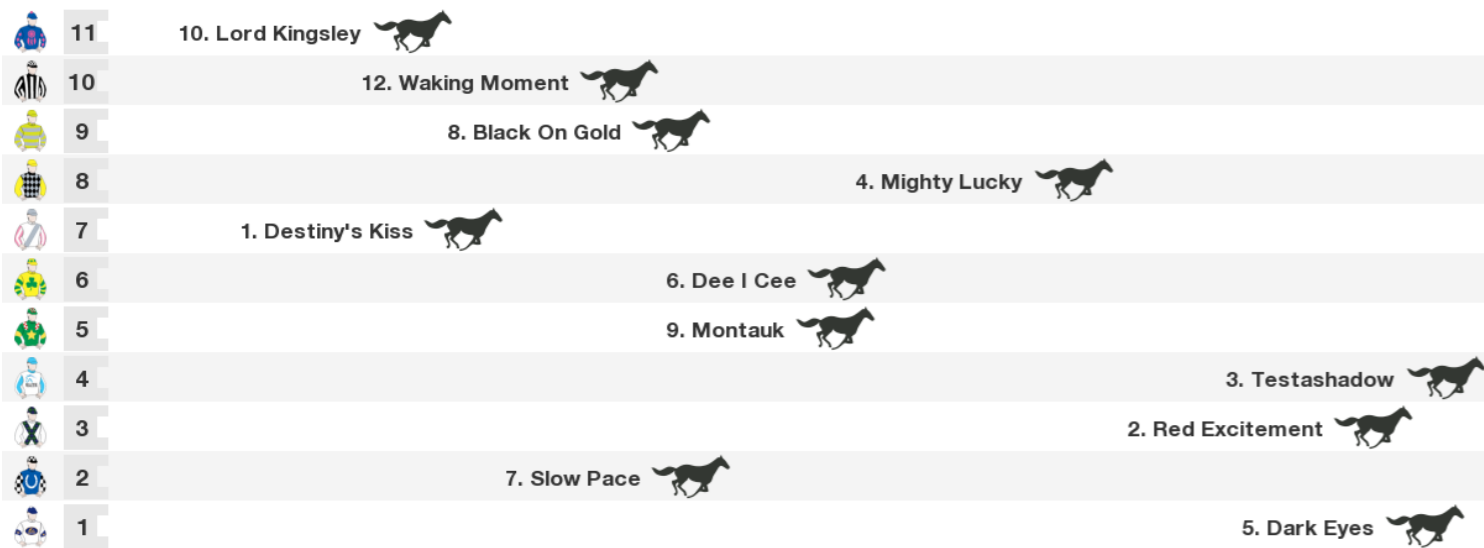 11 10. Lord Kingsley
10 12. Waking Moment
9 8. Black On Gold
8 4. Mighty Lucky
7 1. Destiny's Kiss
6 6. Dee I Cee
5 9. Montauk
4 3. Testashadow
3 2. Red Excitement
2 7. Slow Pace
1 5. Dark Eyes